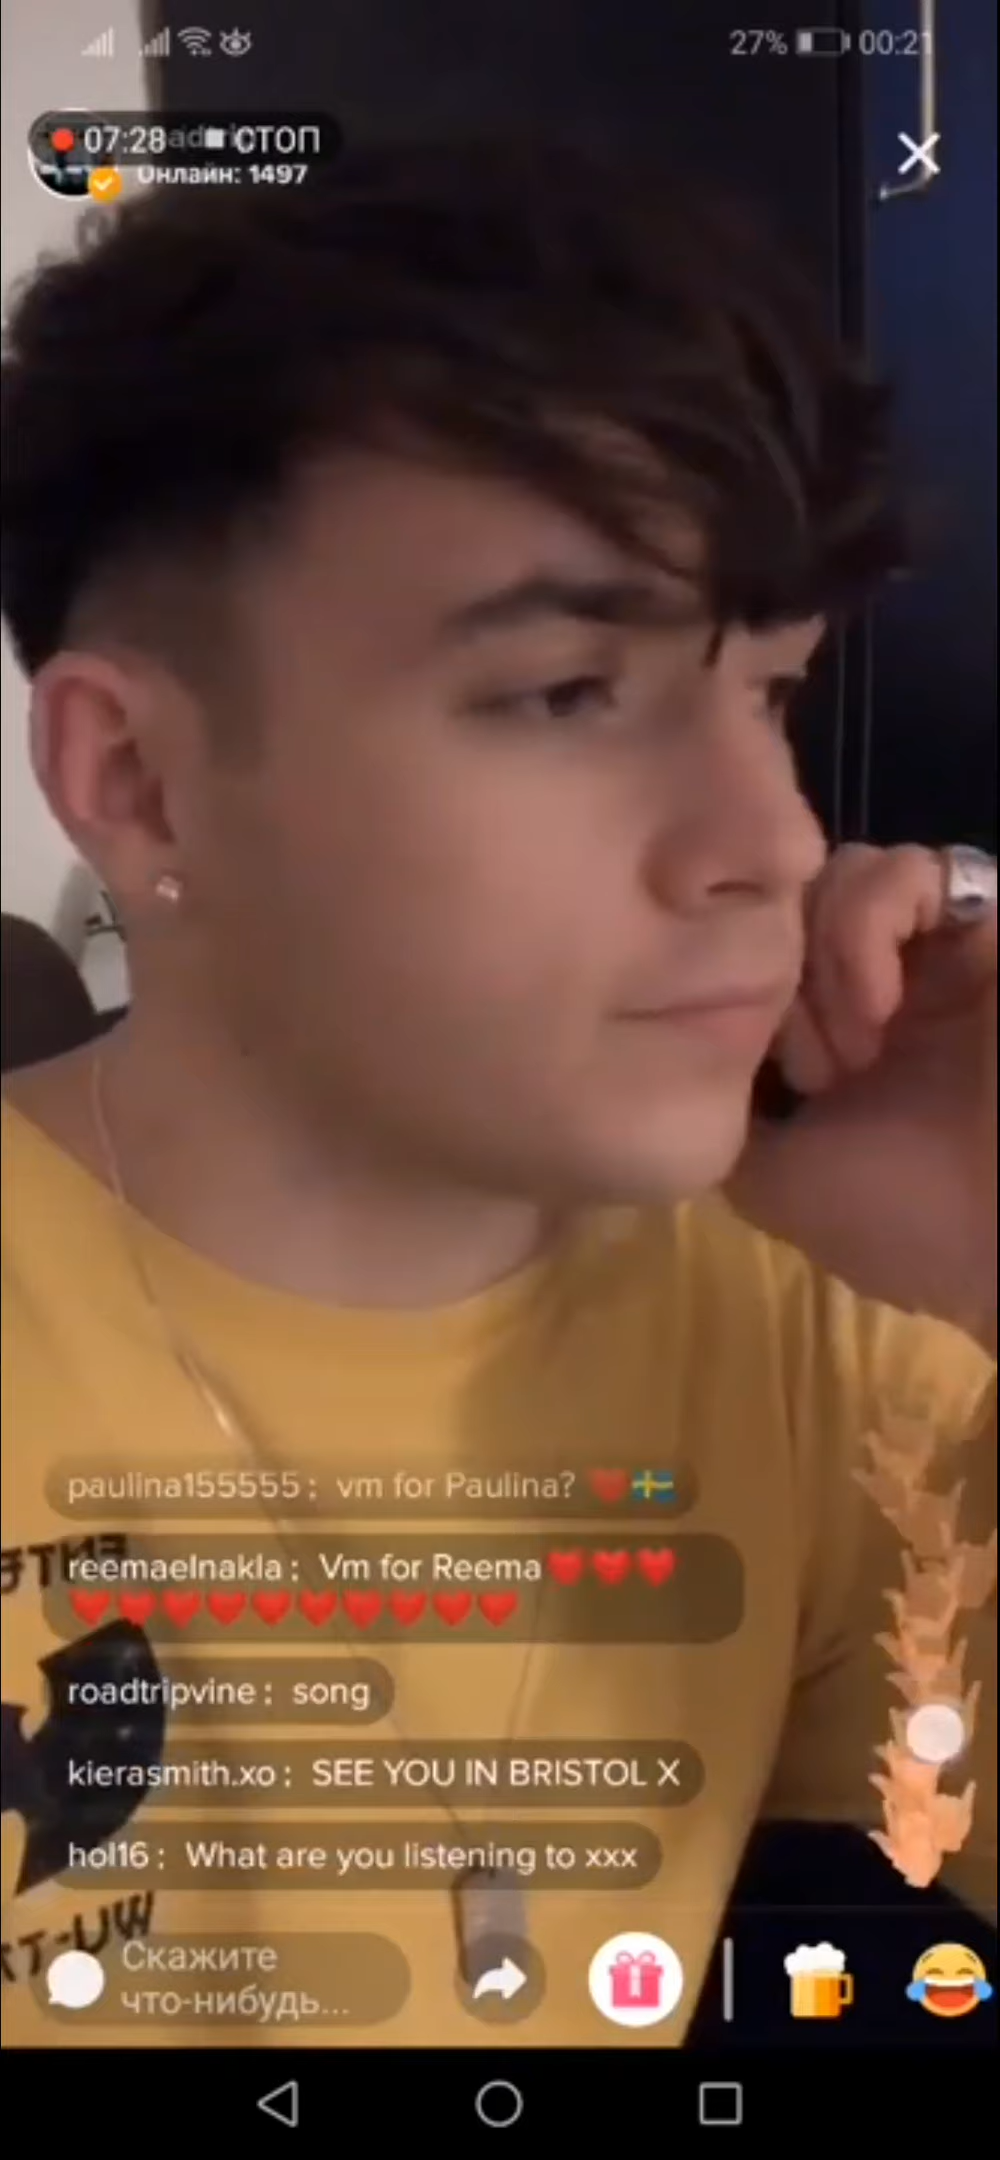 27% 00:21
07:28 СТОП
Онлайн: 1497
paulina155555: vm for Paulina? ❤️🇸🇪
reemaelnakla: Vm for Reema❤️❤️❤️
❤️❤️❤️❤️❤️❤️❤️❤️❤️❤️
roadtripvine: song
kierasmith.xo: SEE YOU IN BRISTOL X
hol16: What are you listening to xxx
WU-T
Скажите
что-нибудь...